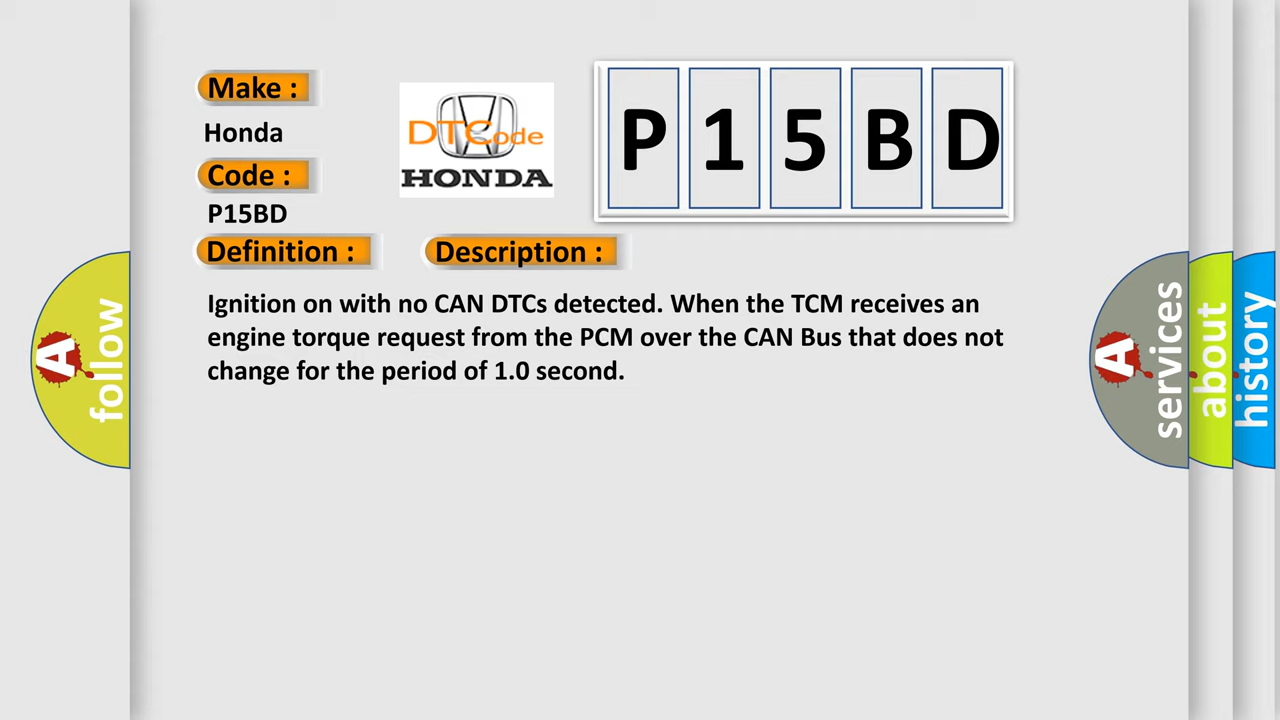 Make :
Honda
Code :
P15BD
Definition :
Description :
DTCode
HONDA
P15BD
Ignition on with no CAN DTCs detected. When the TCM receives an
engine torque request from the PCM over the CAN Bus that does not
change for the period of 1.0 second.
A
follow
A
services
about
history